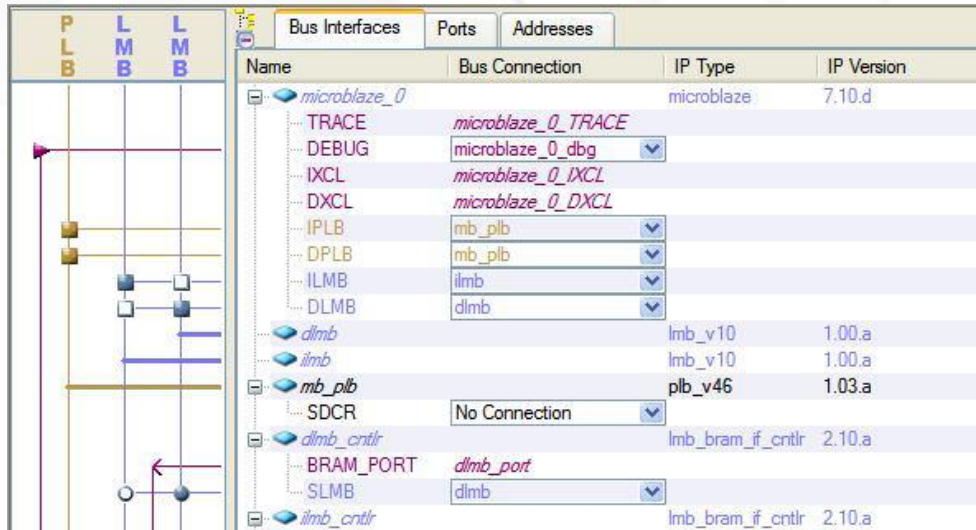 PLB LMB LMB
Bus Interfaces Ports Addresses
Name Bus Connection IP Type IP Version
microblaze_0 microblaze 7.10.d
TRACE microblaze_0_TRACE
DEBUG microblaze_0_dbg
IXCL microblaze_0_IXCL
DXCL microblaze_0_DXCL
IPLB mb_plb
DPLB mb_plb
ILMB ilmb
DLMB dlmb
dlmb lmb_v10 1.00.a
ilmb lmb_v10 1.00.a
mb_plb plb_v46 1.03.a
SDCR No Connection
dlmb_cntlr lmb_bram_if_cntlr 2.10.a
BRAM_PORT dlmb_port
SLMB dlmb
ilmb_cntlr lmb_bram_if_cntlr 2.10.a